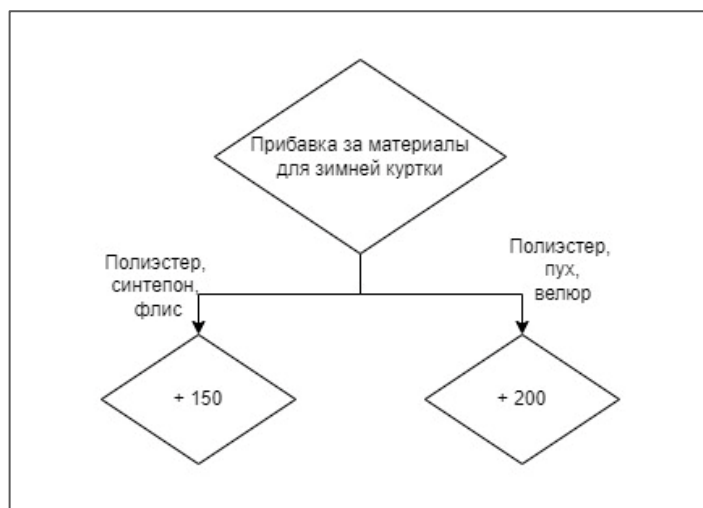 Прибавка за материалы
для зимней куртки
Полиэстер,
синтепон,
флис
Полиэстер,
пух,
велюр
+ 150
+ 200